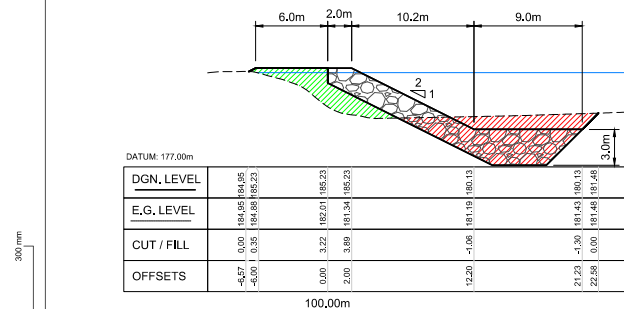 6.0m 2.0m 10.2m 9.0m
2
1
3.0m
DATUM: 177.00m
DGN. LEVEL 184.95 185.23 185.23 185.23 180.13 180.13 181.48
E.G. LEVEL 184.95 184.88 182.01 181.34 181.19 181.43 181.48
CUT / FILL 0.00 0.35 3.22 3.89 -1.06 -1.30 0.00
OFFSETS -6.57 -6.00 0.00 2.00 12.20 21.23 22.58
100.00m
300 mm